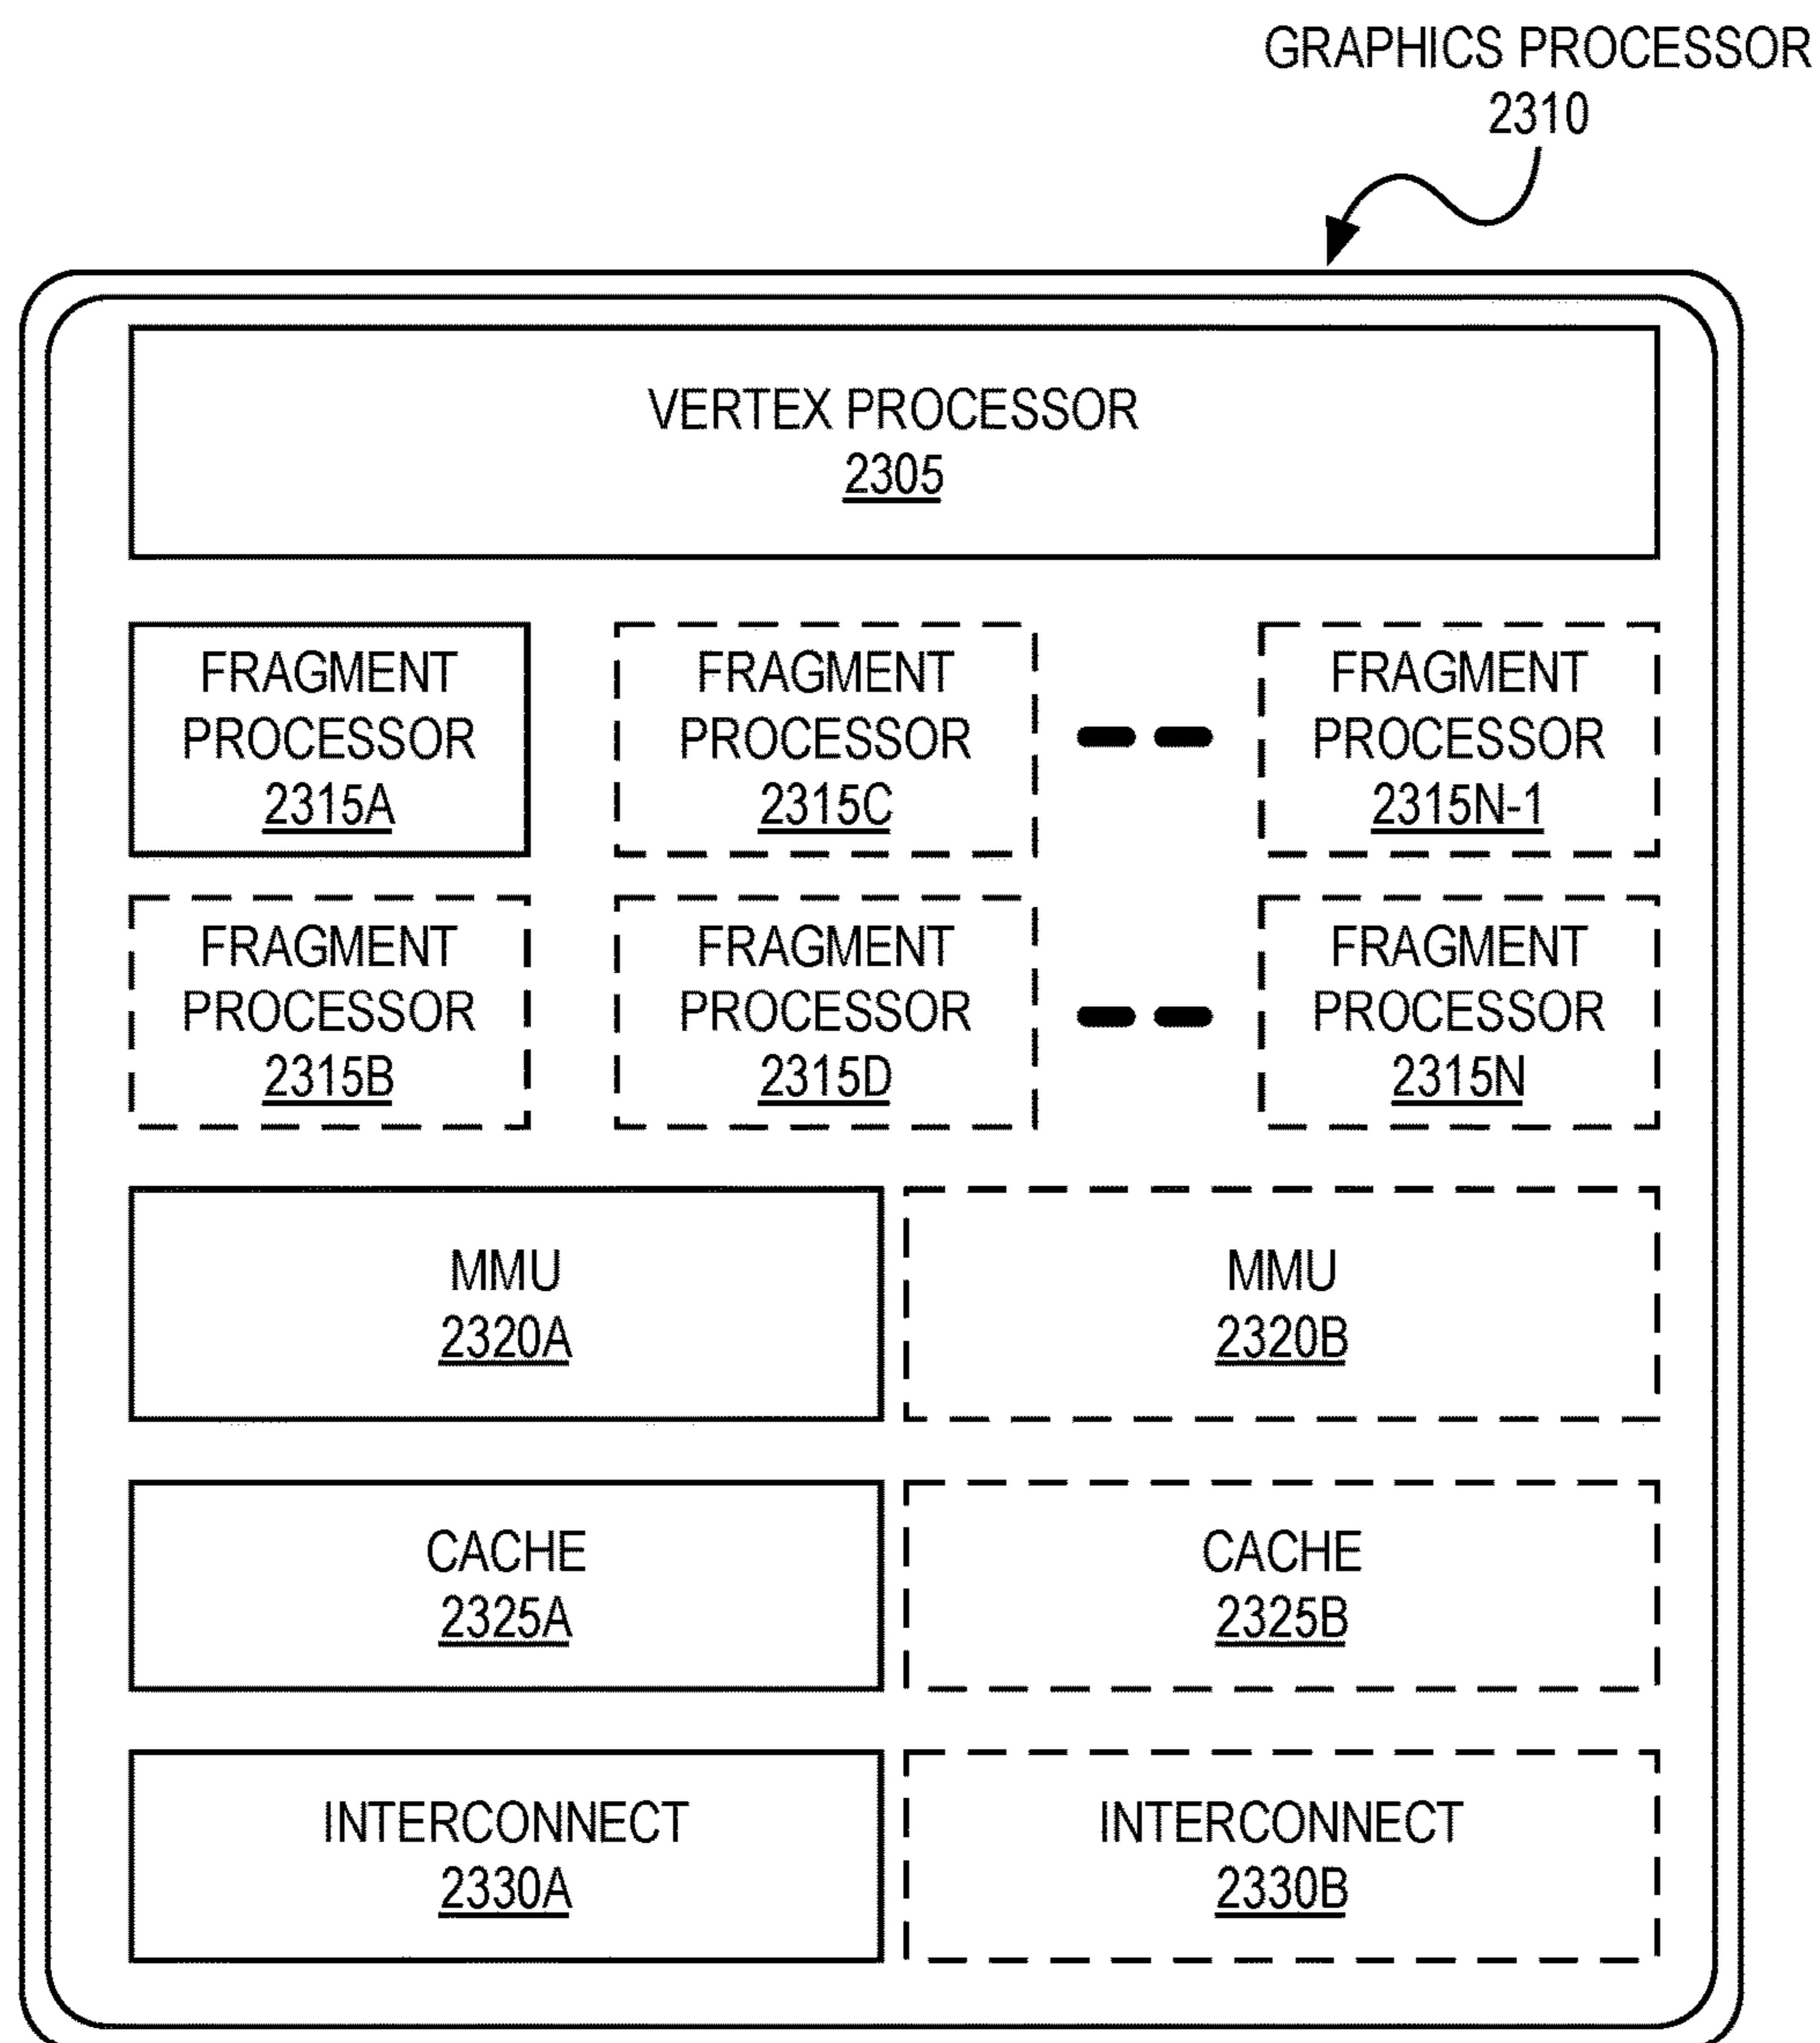 GRAPHICS PROCESSOR
2310
VERTEX PROCESSOR
2305
FRAGMENT
PROCESSOR
2315A
FRAGMENT
PROCESSOR
2315C
FRAGMENT
PROCESSOR
2315N-1
FRAGMENT
PROCESSOR
2315B
FRAGMENT
PROCESSOR
2315D
FRAGMENT
PROCESSOR
2315N
MMU
2320A
MMU
2320B
CACHE
2325A
CACHE
2325B
INTERCONNECT
2330A
INTERCONNECT
2330B